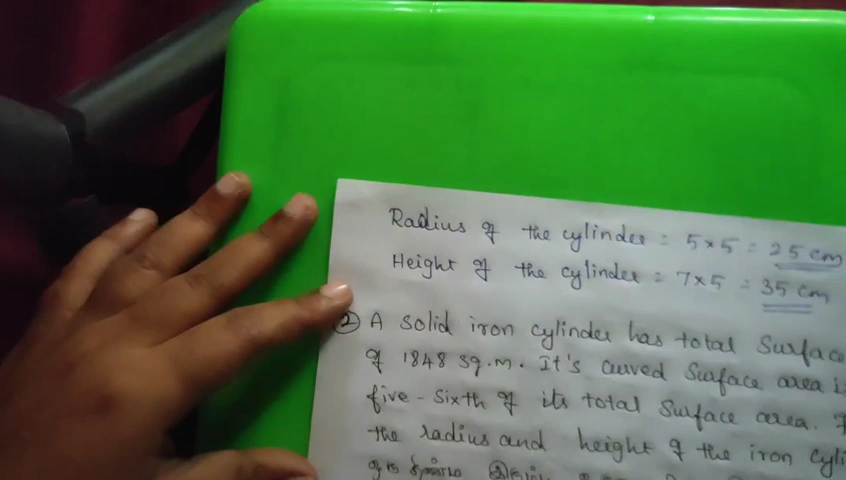 Radius of the cylinder = 5×5 = 25 cm
Height of the cylinder = 7×5 = 35 cm
② A solid iron cylinder has total Surface
of 1848 sq.m. It's curved Surface area
five-sixth of its total Surface area.
the radius and height of the iron